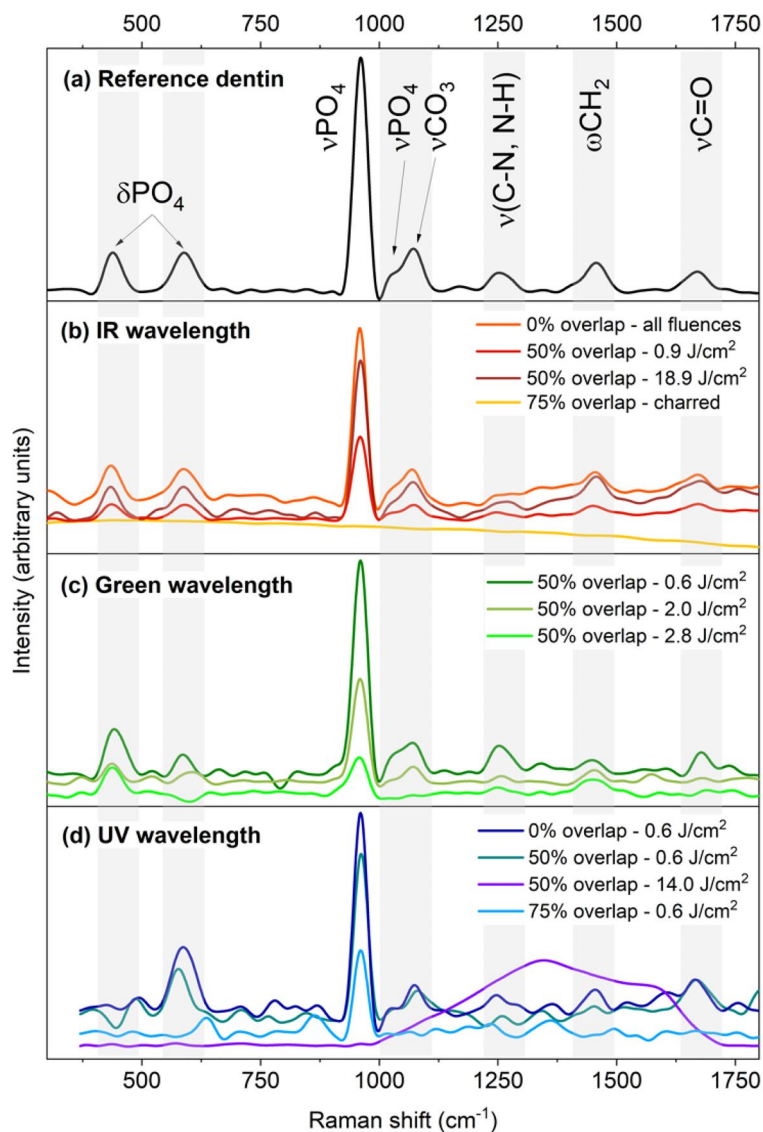 500 750 1000 1250 1500 1750
(a) Reference dentin
δPO₄
νPO₄
νPO₄
νCO₃
ν(C-N, N-H)
ωCH₂
νC=O
(b) IR wavelength
0% overlap - all fluences
50% overlap - 0.9 J/cm²
50% overlap - 18.9 J/cm²
75% overlap - charred
Intensity (arbitrary units)
(c) Green wavelength
50% overlap - 0.6 J/cm²
50% overlap - 2.0 J/cm²
50% overlap - 2.8 J/cm²
(d) UV wavelength
0% overlap - 0.6 J/cm²
50% overlap - 0.6 J/cm²
50% overlap - 14.0 J/cm²
75% overlap - 0.6 J/cm²
500 750 1000 1250 1500 1750
Raman shift (cm⁻¹)